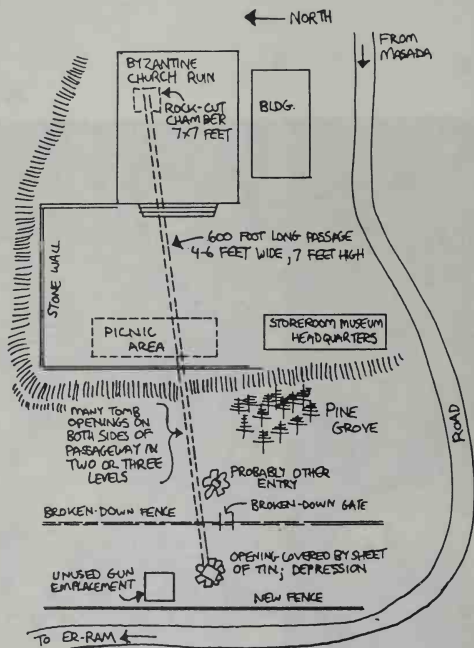 NORTH
FROM
MASADA
BYZANTINE
CHURCH RUIN
ROCK-CUT
CHAMBER
7X7 FEET
BLDG.
600 FOOT LONG PASSAGE
4-6 FEET WIDE, 7 FEET HIGH
STONE WALL
PICNIC
AREA
STOREROOM MUSEUM
HEADQUARTERS
MANY TOMB
OPENINGS ON
BOTH SIDES OF
PASSAGEWAY IN
TWO OR THREE
LEVELS
PINE
GROVE
ROAD
PROBABLY OTHER
ENTRY
BROKEN-DOWN FENCE
BROKEN-DOWN GATE
OPENING COVERED BY SHEET
OF TIN; DEPRESSION
UNUSED GUN
EMPLACEMENT
NEW FENCE
TO ER-RAM